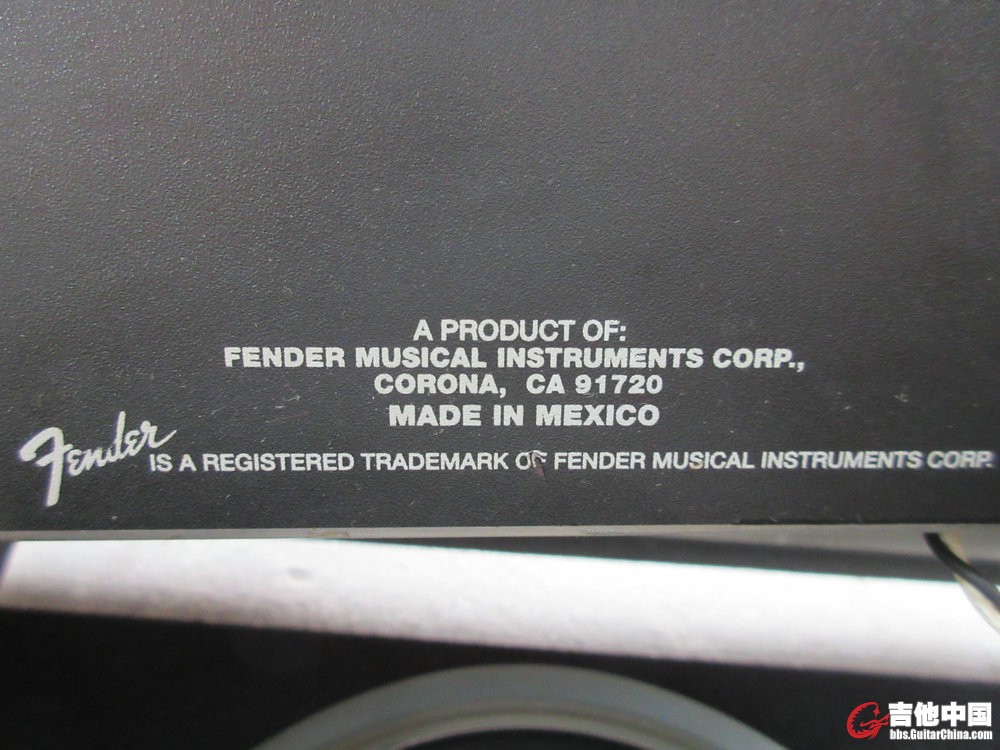 A PRODUCT OF:
FENDER MUSICAL INSTRUMENTS CORP.,
CORONA, CA 91720
MADE IN MEXICO
Fender IS A REGISTERED TRADEMARK OF FENDER MUSICAL INSTRUMENTS CORP.
吉他中国
bbs.GuitarChina.com